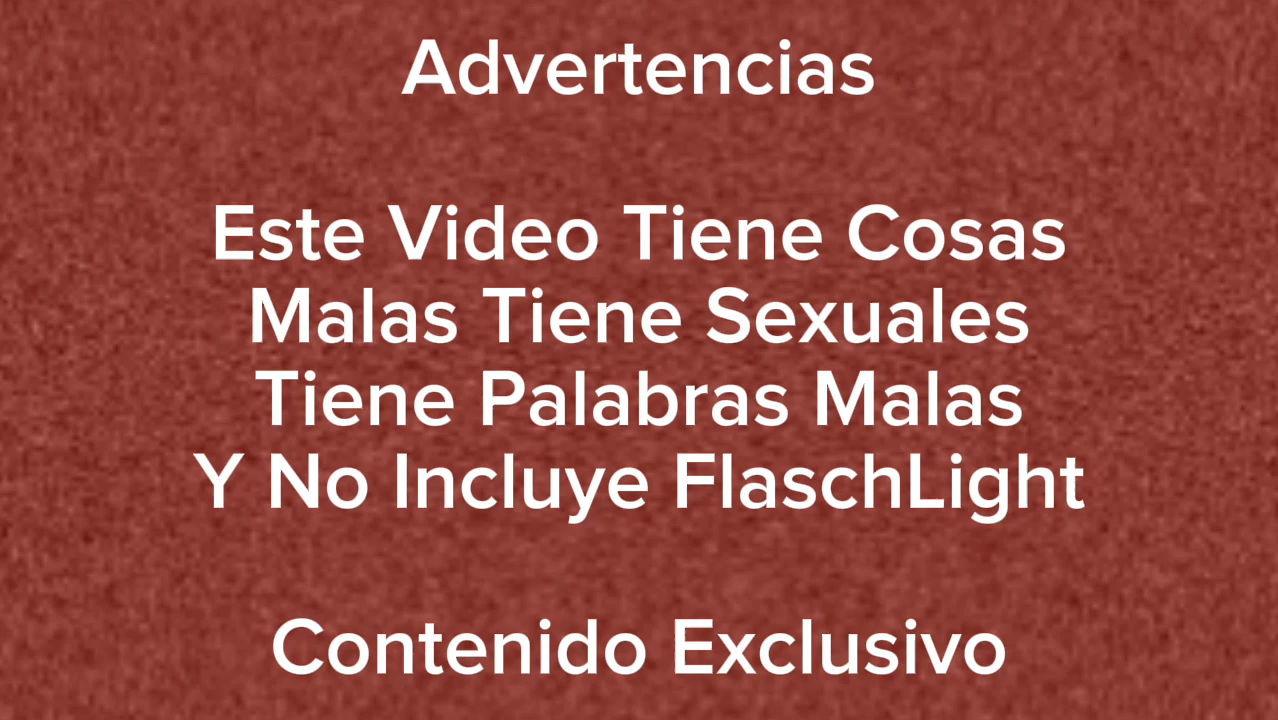 Advertencias
Este Video Tiene Cosas
Malas Tiene Sexuales
Tiene Palabras Malas
Y No Incluye FlaschLight
Contenido Exclusivo